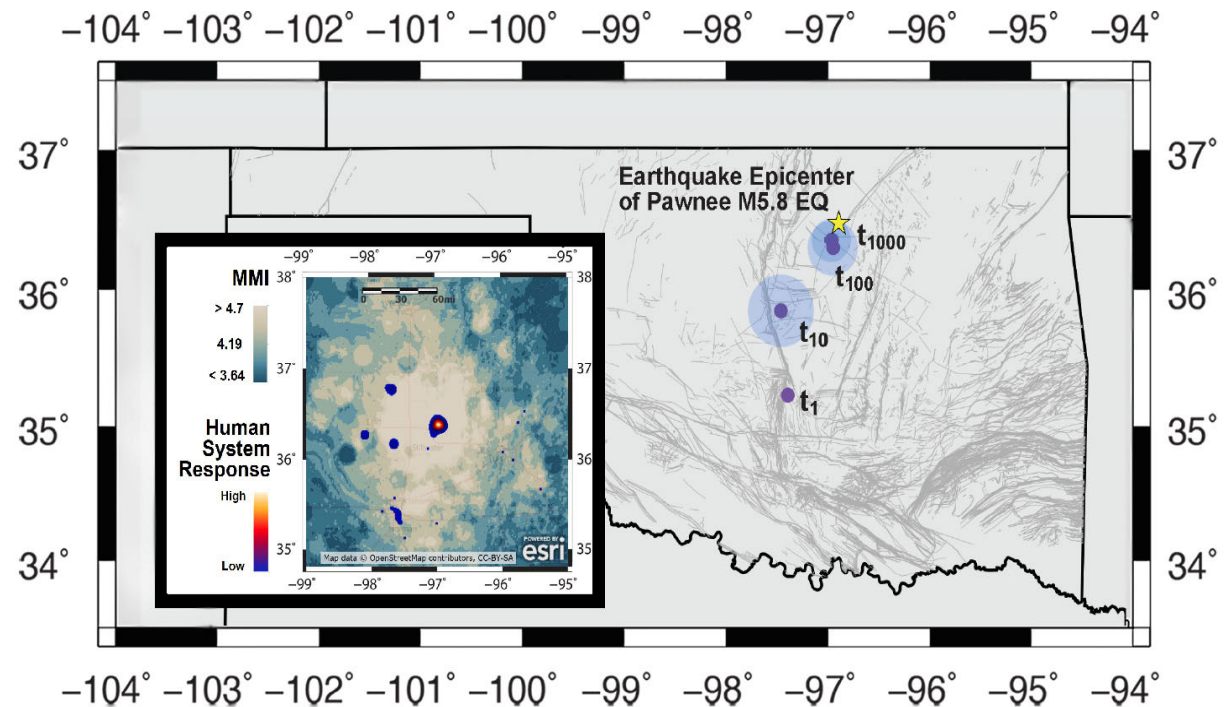 −104° −103° −102° −101° −100° −99° −98° −97° −96° −95° −94°
37° 37°
Earthquake Epicenter
of Pawnee M5.8 EQ
t1000
t100
36° 36°
t10
t1
35° 35°
34° 34°
−99° −98° −97° −96° −95°
MMI
> 4.7
4.19
< 3.64
Human
System
Response
High
Low
38° 38°
0 30 60mi
37° 37°
36° 36°
35° 35°
POWERED BY
esri
Map data © OpenStreetMap contributors, CC-BY-SA
−99° −98° −97° −96° −95°
−104° −103° −102° −101° −100° −99° −98° −97° −96° −95° −94°